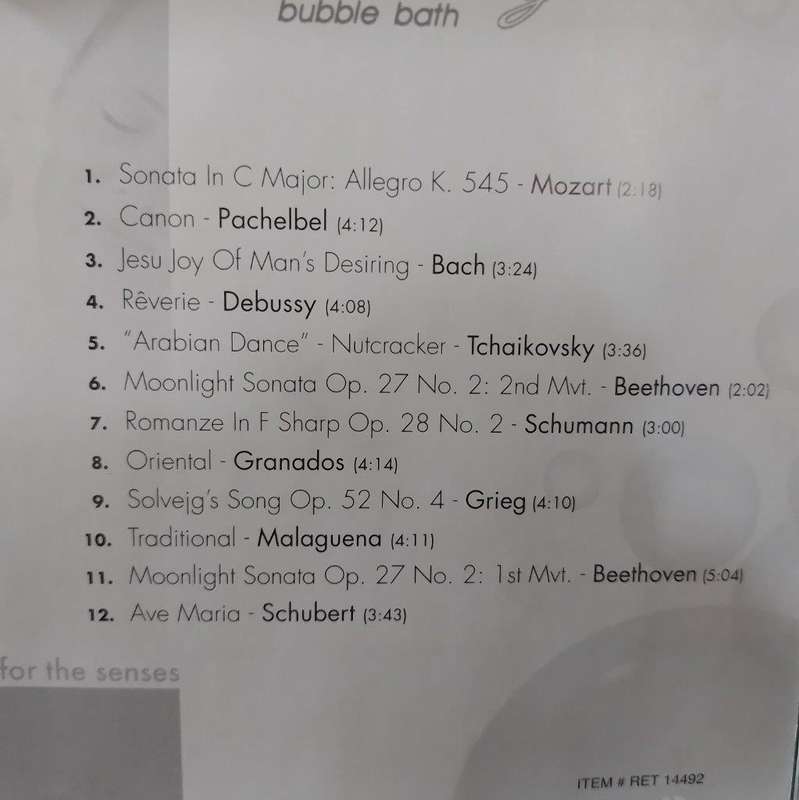 bubble bath
1. Sonata In C Major: Allegro K. 545 - Mozart (2:18)
2. Canon - Pachelbel (4:12)
3. Jesu Joy Of Man's Desiring - Bach (3:24)
4. Rêverie - Debussy (4:08)
5. "Arabian Dance" - Nutcracker - Tchaikovsky (3:36)
6. Moonlight Sonata Op. 27 No. 2: 2nd Mvt. - Beethoven (2:02)
7. Romanze In F Sharp Op. 28 No. 2 - Schumann (3:00)
8. Oriental - Granados (4:14)
9. Solvejg's Song Op. 52 No. 4 - Grieg (4:10)
10. Traditional - Malaguena (4:11)
11. Moonlight Sonata Op. 27 No. 2: 1st Mvt. - Beethoven (5:04)
12. Ave Maria - Schubert (3:43)
for the senses
ITEM # RET 14492